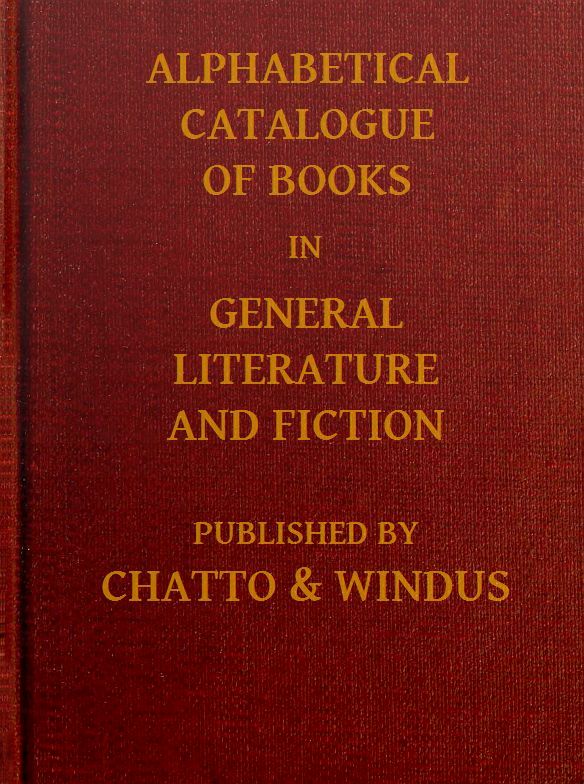 ALPHABETICAL
CATALOGUE
OF BOOKS
IN
GENERAL
LITERATURE
AND FICTION
PUBLISHED BY
CHATTO & WINDUS